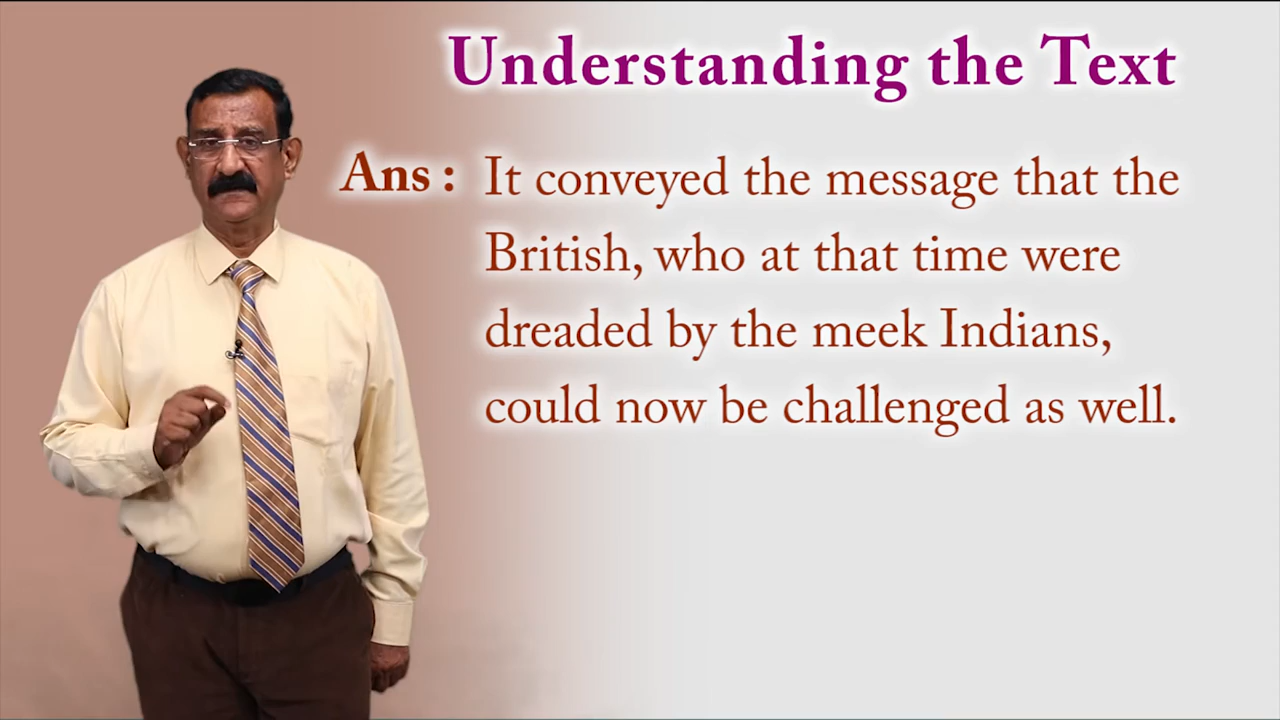 Understanding the Text
Ans : It conveyed the message that the
British, who at that time were
dreaded by the meek Indians,
could now be challenged as well.